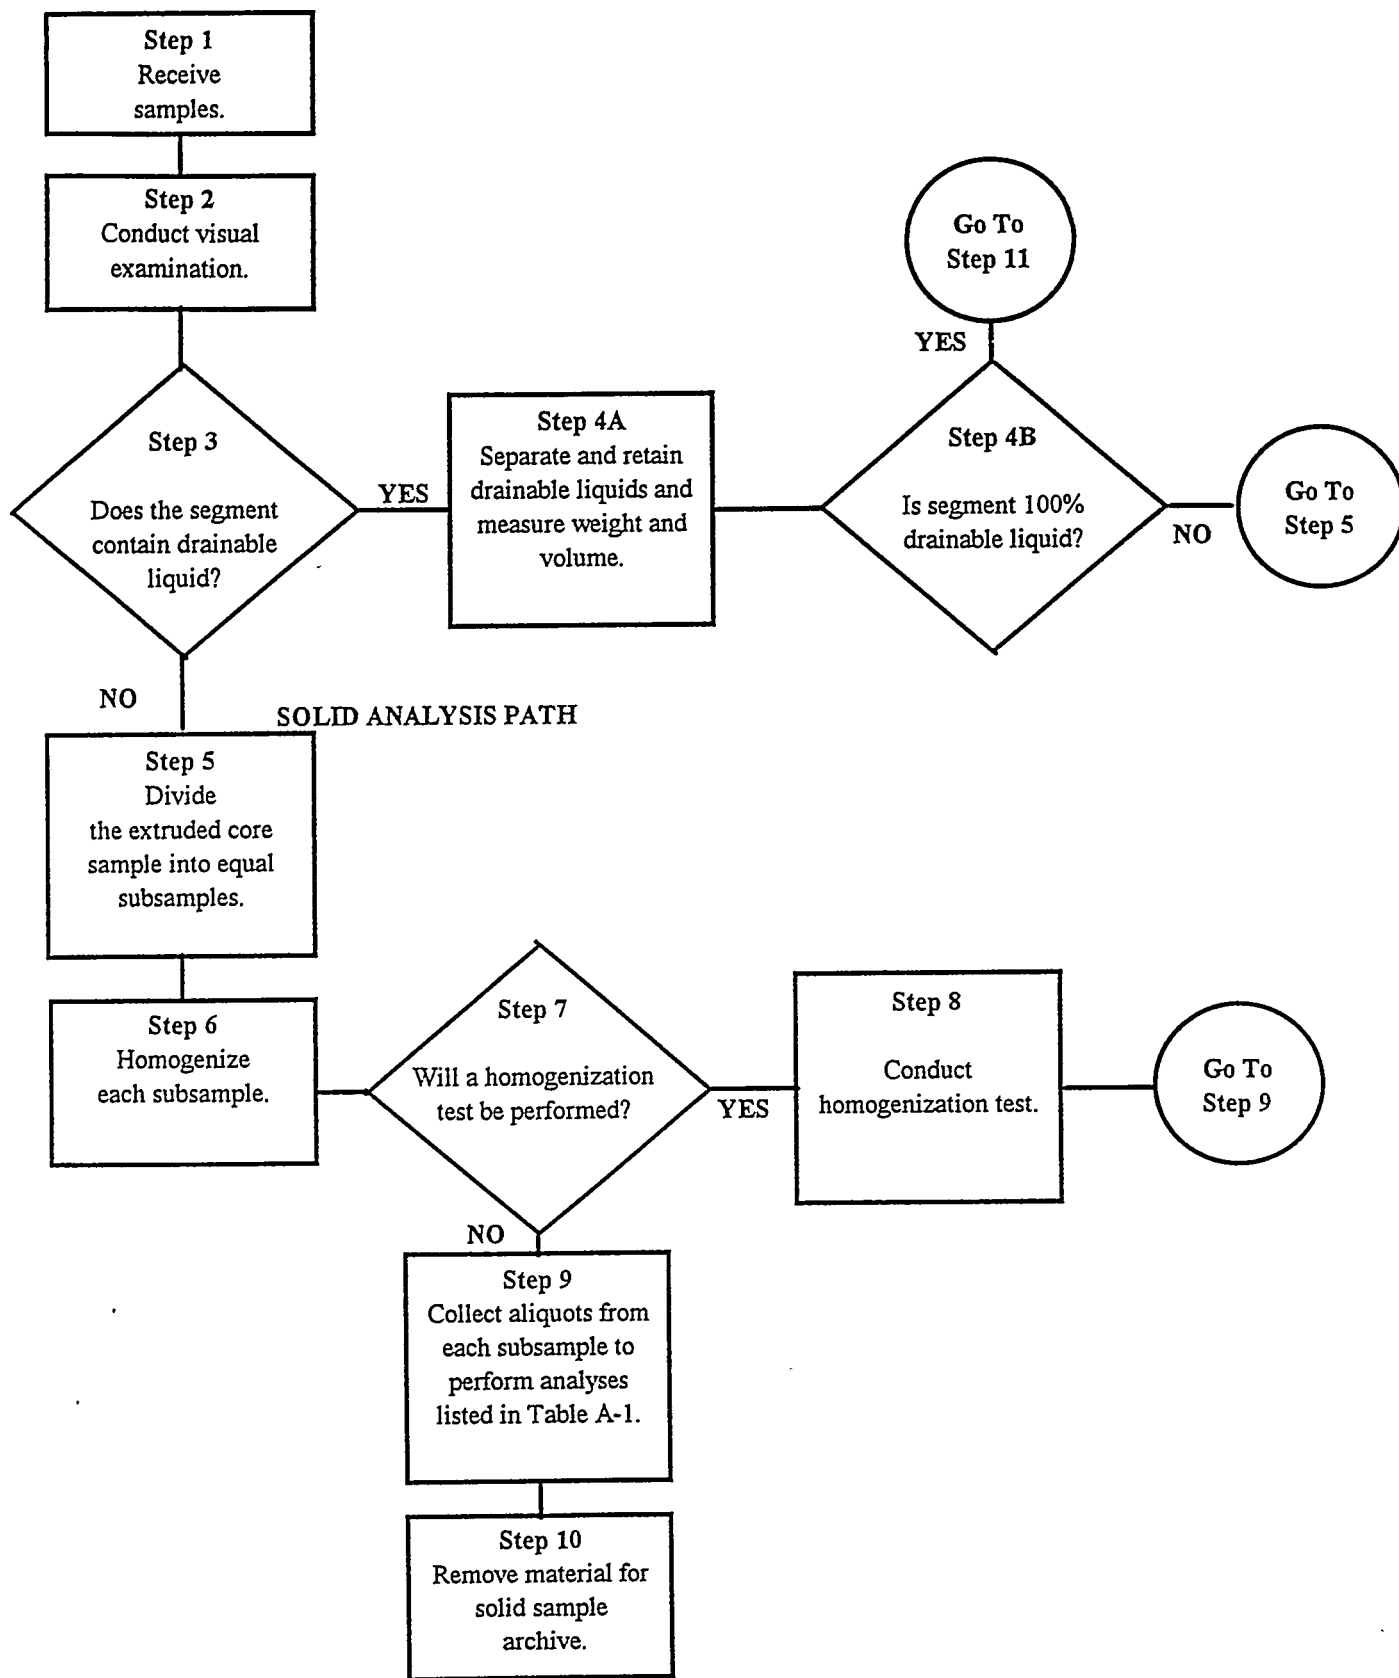 Step 1
Receive
samples.
Step 2
Conduct visual
examination.
Step 3
Does the segment
contain drainable
liquid?
YES
Step 4A
Separate and retain
drainable liquids and
measure weight and
volume.
Go To
Step 11
YES
Step 4B
Is segment 100%
drainable liquid?
NO
Go To
Step 5
NO
SOLID ANALYSIS PATH
Step 5
Divide
the extruded core
sample into equal
subsamples.
Step 6
Homogenize
each subsample.
Step 7
Will a homogenization
test be performed?
YES
Step 8
Conduct
homogenization test.
Go To
Step 9
NO
Step 9
Collect aliquots from
each subsample to
perform analyses
listed in Table A-1.
Step 10
Remove material for
solid sample
archive.